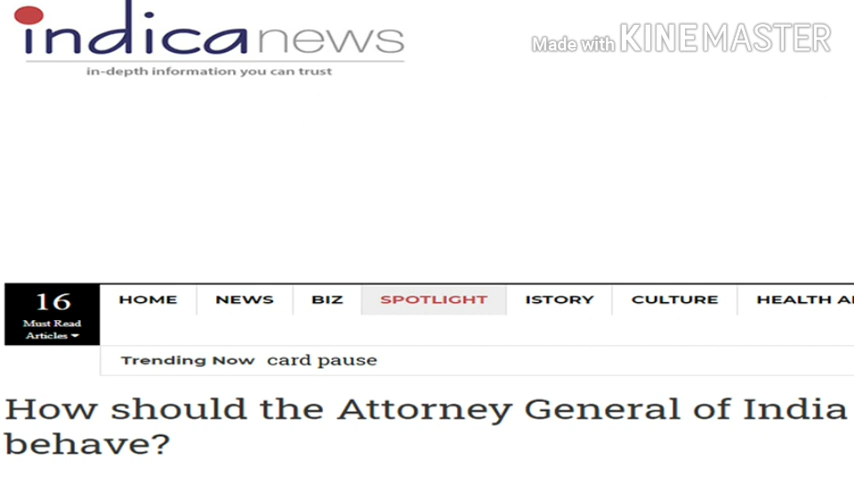 indicanews
Made with KINEMASTER
in-depth information you can trust
16
Must Read
Articles
HOME NEWS BIZ SPOTLIGHT ISTORY CULTURE HEALTH
Trending Now card pause
How should the Attorney General of India
behave?